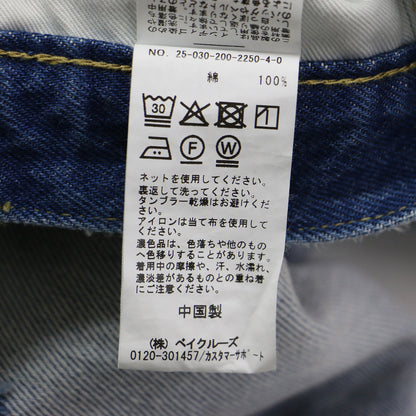 NO. 25-030-200-2250-4-0
綿 100%
30
F W
ネットを使用してください。
裏返して洗ってください。
タンブラー乾燥はお避けください。
アイロンは当て布を使用してください。
濃色品は、色落ちや他のもの
へ色移りすることがあります。
着用中の摩擦や、汗、水濡れ、
濃淡差があるものとの重ね着
にご注意ください。
中国製
(株) ベイクルーズ
0120-301457/カスタマーサポート